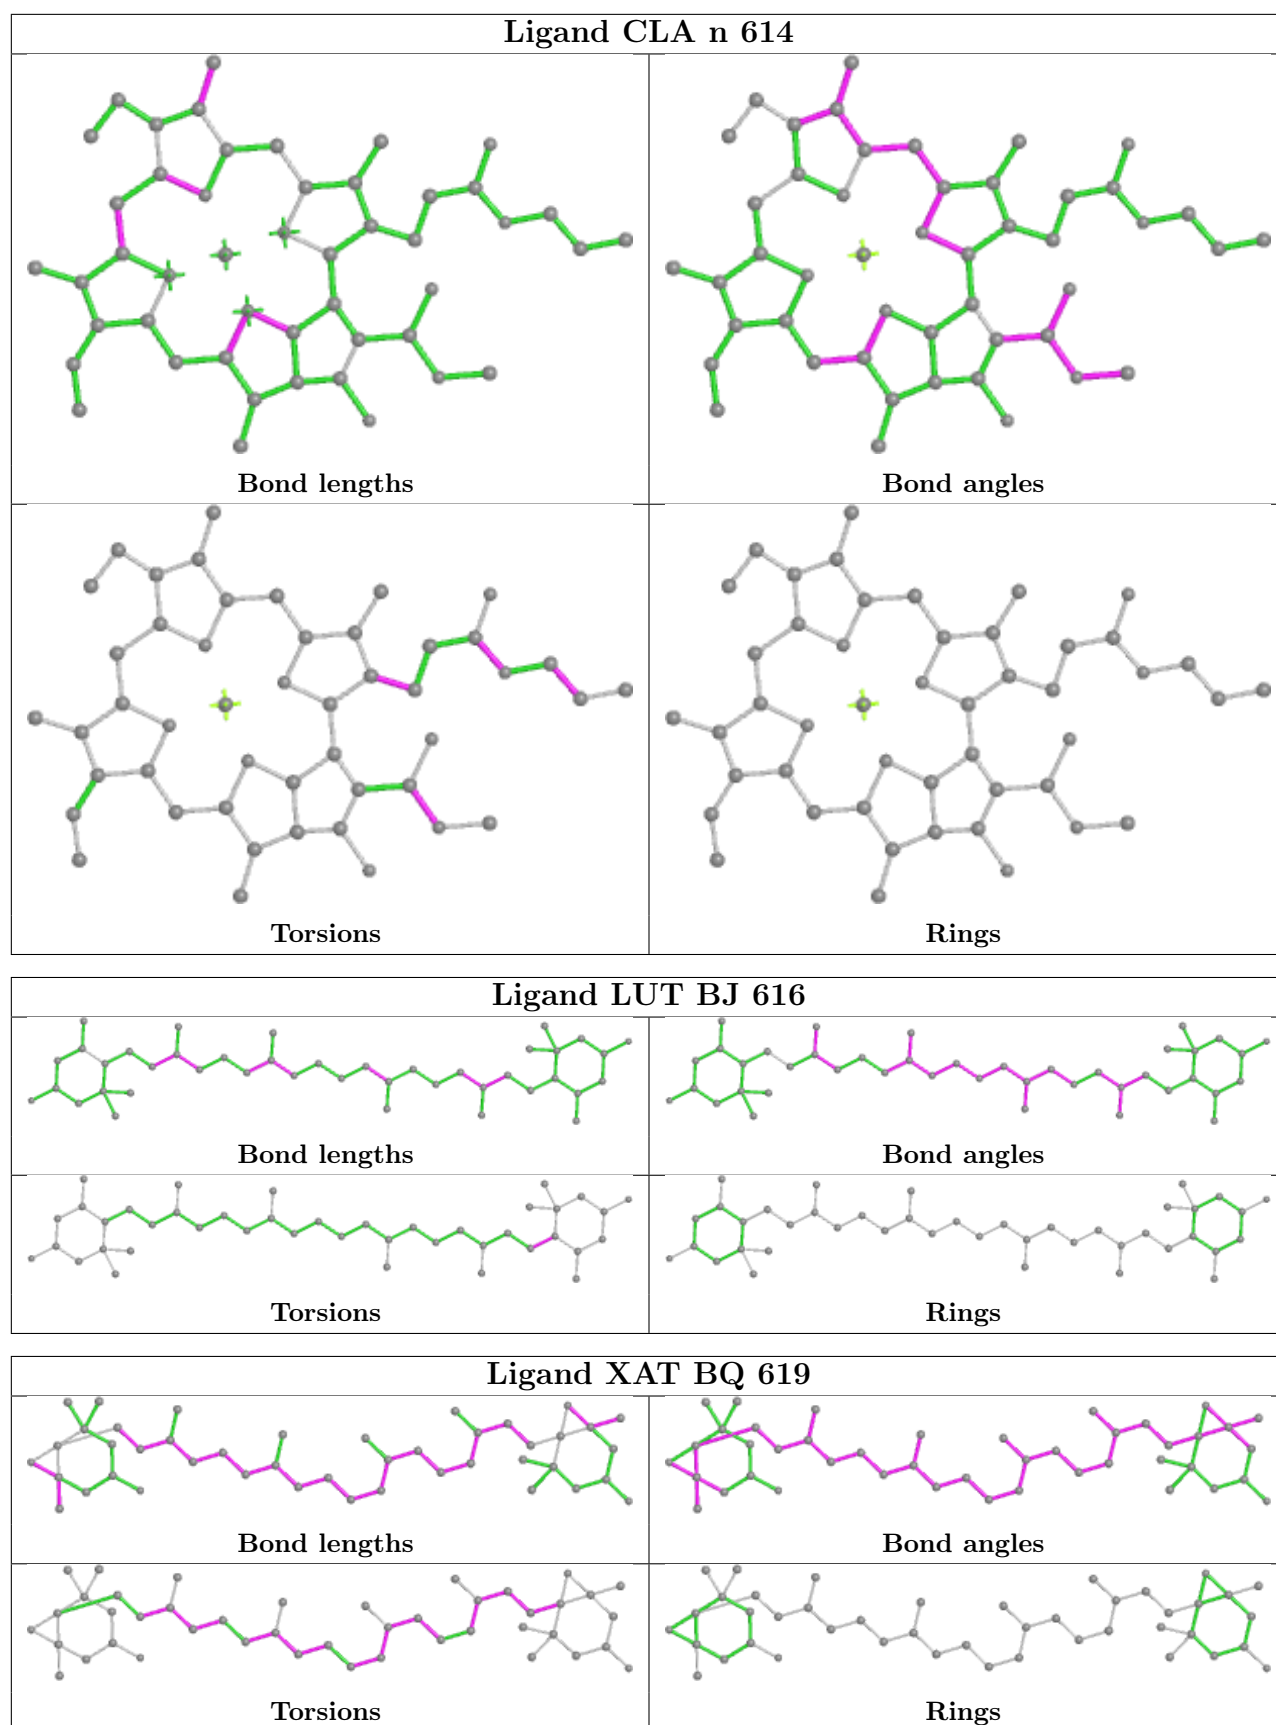 Ligand CLA n 614
Bond lengths
Bond angles
Torsions
Rings
Ligand LUT BJ 616
Bond lengths
Bond angles
Torsions
Rings
Ligand XAT BQ 619
Bond lengths
Bond angles
Torsions
Rings